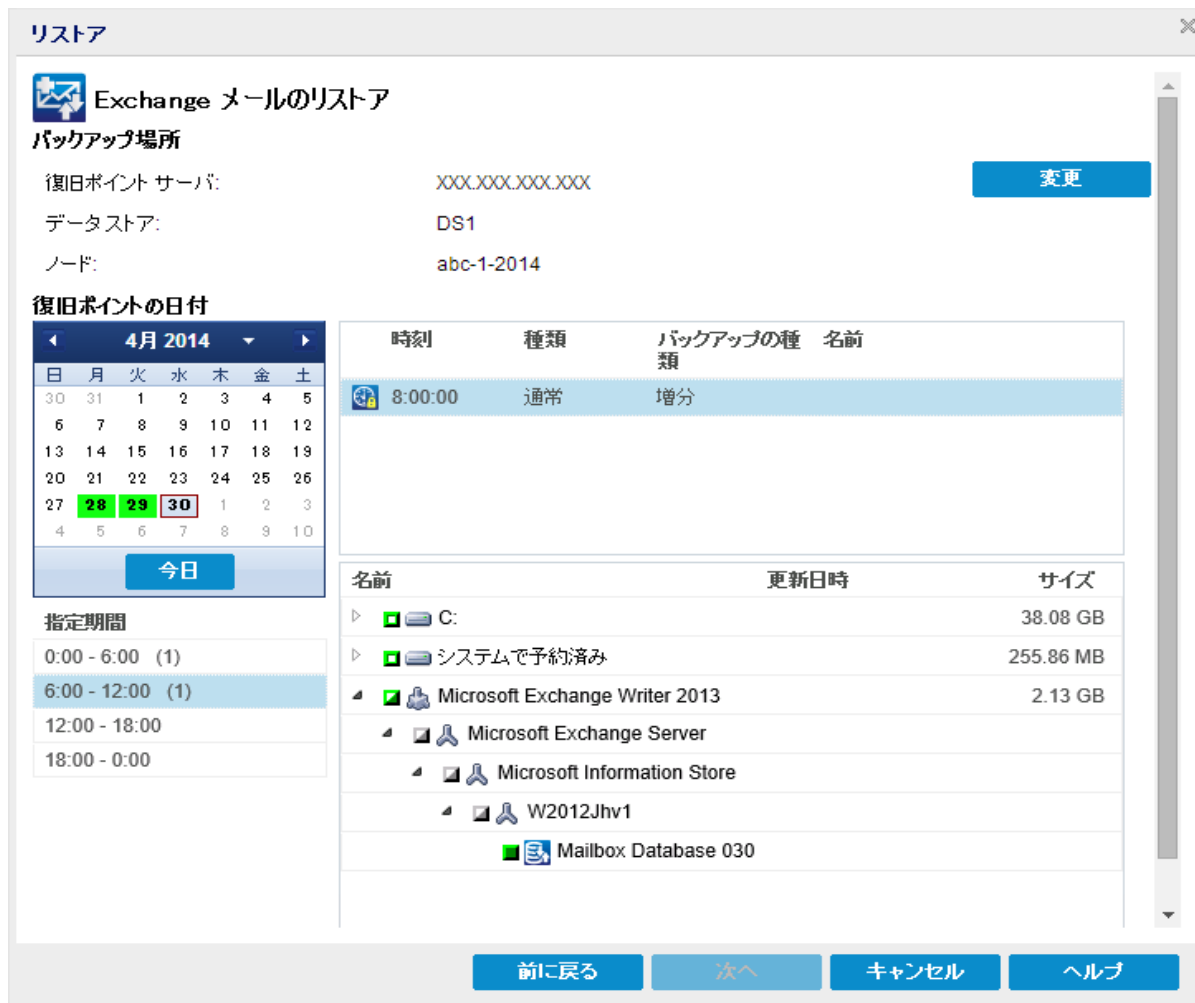 リストア
Exchange メールのリストア
バックアップ場所
復旧ポイント サーバ: XXX.XXX.XXX.XXX 変更
データ ストア: DS1
ノード: abc-1-2014
復旧ポイントの日付
4月 2014
日 月 火 水 木 金 土
30 31 1 2 3 4 5
6 7 8 9 10 11 12
13 14 15 16 17 18 19
20 21 22 23 24 25 26
27 28 29 30 1 2 3
4 5 6 7 8 9 10
今日
時刻 種類 バックアップの種類 名前
8:00:00 通常 増分
指定期間
0:00 - 6:00 (1)
6:00 - 12:00 (1)
12:00 - 18:00
18:00 - 0:00
名前 更新日時 サイズ
C: 38.08 GB
システムで予約済み 255.86 MB
Microsoft Exchange Writer 2013 2.13 GB
Microsoft Exchange Server
Microsoft Information Store
W2012Jhv1
Mailbox Database 030
前に戻る 次へ キャンセル ヘルプ